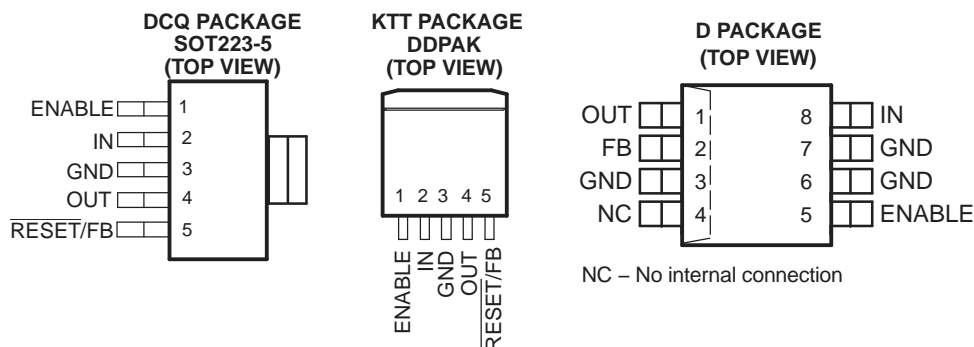 DCQ PACKAGE
SOT223-5
(TOP VIEW)
ENABLE 1
IN 2
GND 3
OUT 4
RESET/FB 5
KTT PACKAGE
DDPAK
(TOP VIEW)
1 2 3 4 5
ENABLE
IN
GND
OUT
RESET/FB
D PACKAGE
(TOP VIEW)
OUT 1 8 IN
FB 2 7 GND
GND 3 6 GND
NC 4 5 ENABLE
NC – No internal connection